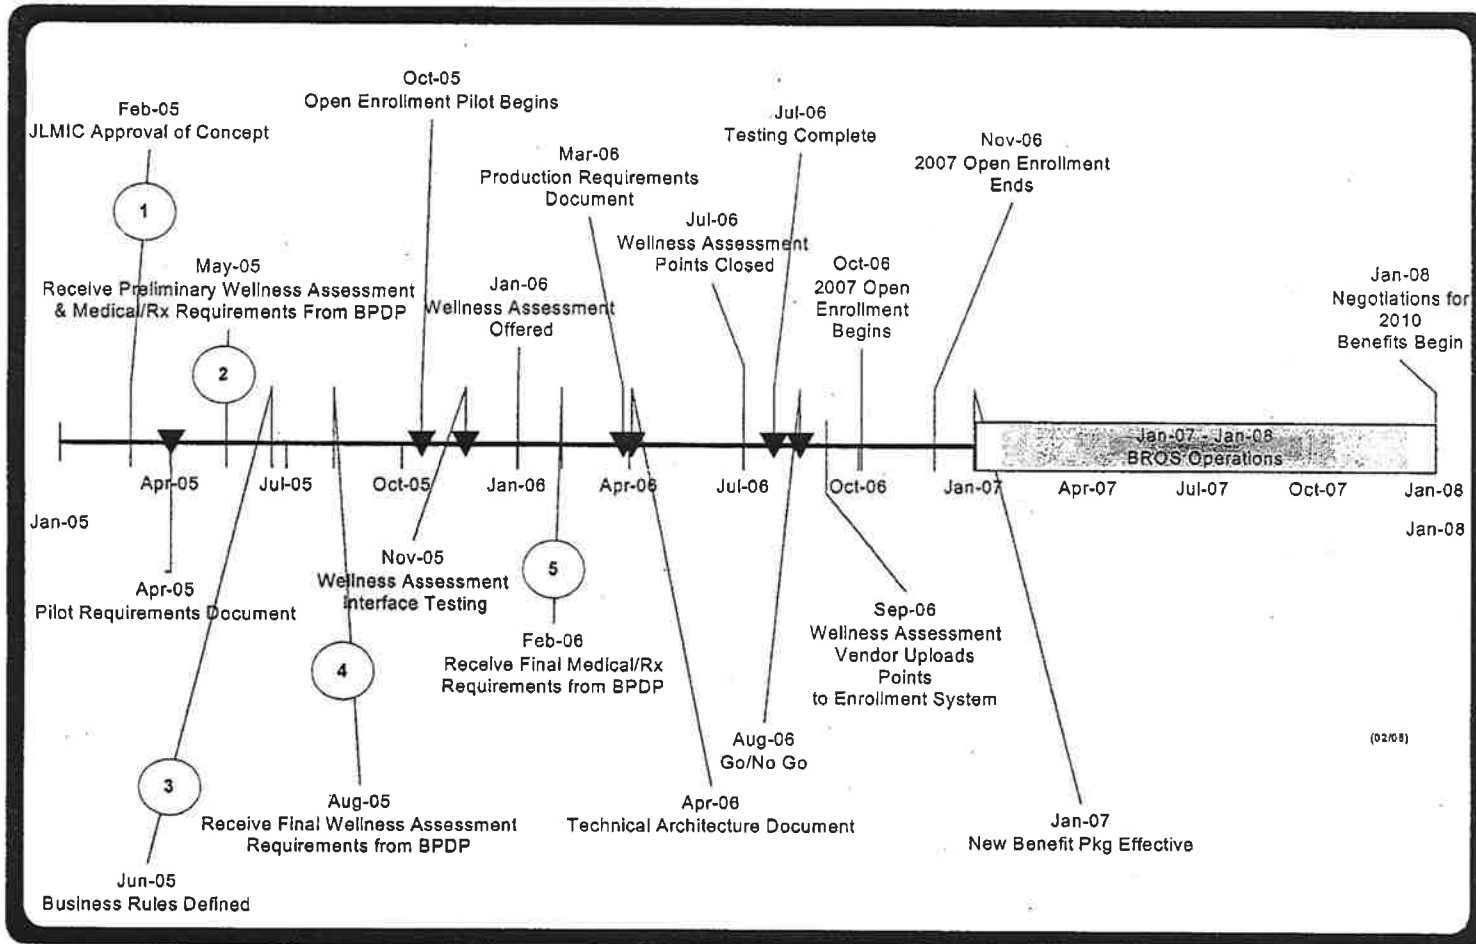 Oct-05
Open Enrollment Pilot Begins
Feb-05
JLMIC Approval of Concept
1
Jul-06
Testing Complete
Mar-06
Production Requirements
Document
Nov-06
2007 Open Enrollment
Ends
Jul-06
Wellness Assessment
Points Closed
May-05
Receive Preliminary Wellness Assessment
& Medical/Rx Requirements From BPDP
2
Jan-06
Wellness Assessment
Offered
Oct-06
2007 Open
Enrollment
Begins
Jan-08
Negotiations for
2010
Benefits Begin
Jan-07 - Jan-08
BROS Operations
Apr-05
Jul-05
Oct-05
Jan-06
Apr-06
Jul-06
Oct-06
Jan-07
Apr-07
Jul-07
Oct-07
Jan-08
Jan-05
Jan-08
Apr-05
Pilot Requirements Document
Nov-05
Wellness Assessment
Interface Testing
5
Feb-06
Receive Final Medical/Rx
Requirements from BPDP
Sep-06
Wellness Assessment
Vendor Uploads
Points
to Enrollment System
4
3
Aug-06
Go/No Go
Aug-05
Receive Final Wellness Assessment
Requirements from BPDP
Apr-06
Technical Architecture Document
Jan-07
New Benefit Pkg Effective
Jun-05
Business Rules Defined